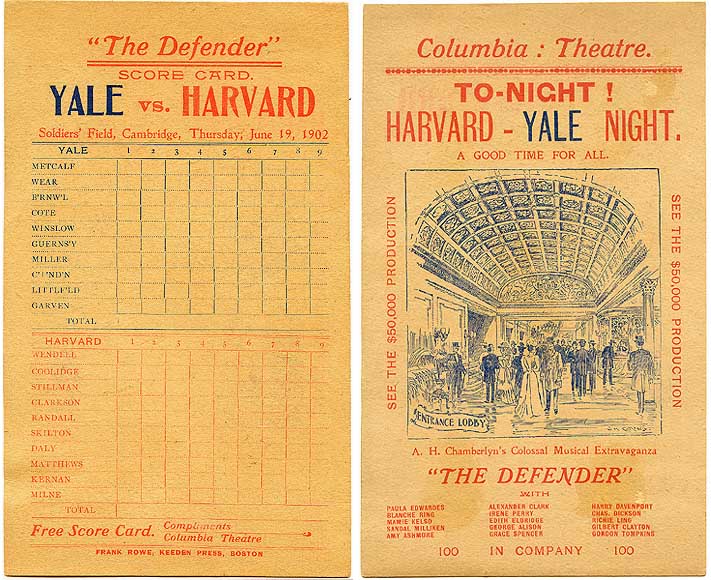 "The Defender"
SCORE CARD.
YALE vs. HARVARD
Soldiers' Field, Cambridge, Thursday, June 19, 1902
YALE 1 2 3 4 5 6 7 8 9
METCALF
WEAR
B'RNW'L
COTE
WINSLOW
GUERNS'Y
MILLER
LITTLEF'LD
GARVEN
TOTAL
HARVARD 1 2 3 4 5 6 7 8 9
WENDELL
COOLIDGE
STILLMAN
CLARKSON
RANDALL
SKILTON
DALY
MATTHEWS
KERNAN
MILNE
TOTAL
Free Score Card. Compliments
Columbia Theatre
FRANK ROWE, KEEDEN PRESS, BOSTON
Columbia : Theatre.
TO-NIGHT !
HARVARD - YALE NIGHT.
A GOOD TIME FOR ALL.
SEE THE $50,000 PRODUCTION
SEE THE $50,000 PRODUCTION
ENTRANCE LOBBY
A. H. Chamberlyn's Colossal Musical Extravaganza
"THE DEFENDER"
WITH
PAULA EDWARDES ALEXANDER CLARK HARRY DAVENPORT
BLANCHE RING IRENE PERRY CHAS. DICKSON
MAMIE KELSO EDITH ELDRIDGE RICHIE LING
SANDAL MILLIKEN GEORGE ALISON GILBERT CLAYTON
AMY ASHMORE GRACE SPENCER GORDON TOMPKINS
100 IN COMPANY 100